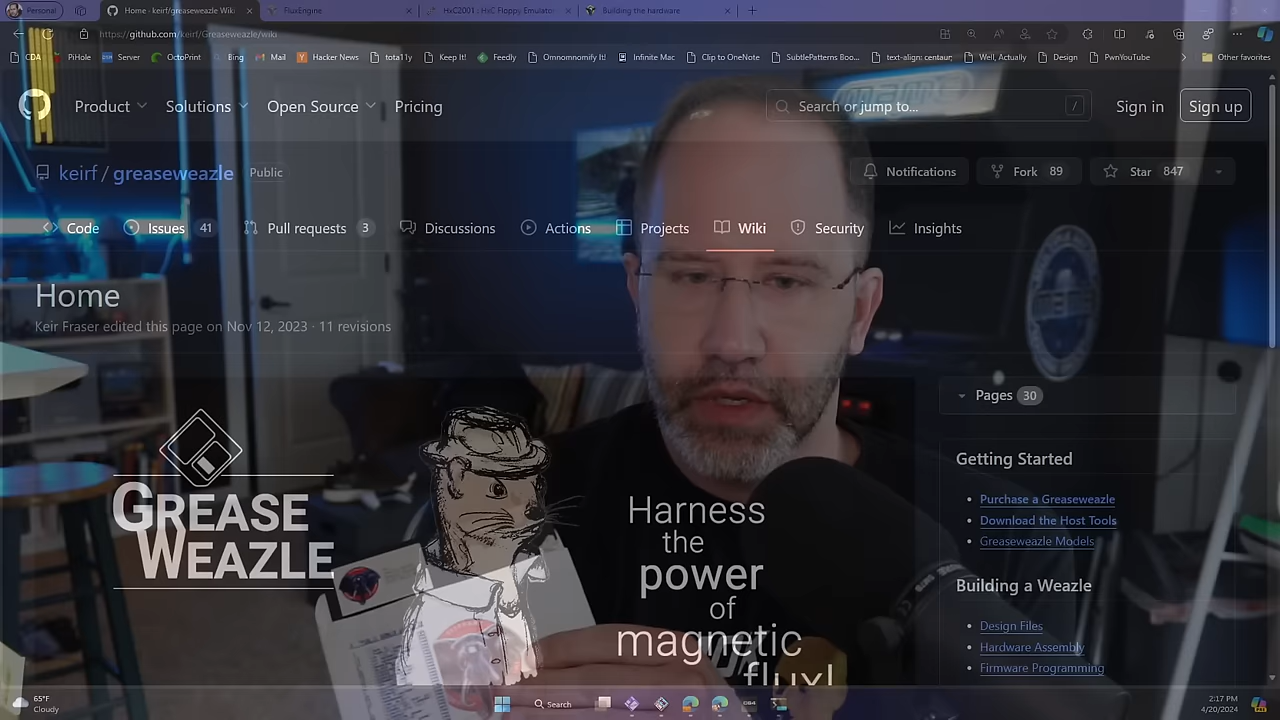 Personal
Home - keirf/greaseweazle Wiki
FluxEngine
HxC2001 : HxC Floppy Emulator
Building the hardware
https://github.com/keirf/Greaseweazle/wiki
CDA
PiHole
Server
OctoPrint
Bing
Mail
Hacker News
tota11y
Keep It!
Feedly
Omnomnomify It!
Infinite Mac
Clip to OneNote
SubtlePatterns Boo...
text-align: centaur;
Well, Actually
Design
PwnYouTube
Other favorites
Product
Solutions
Open Source
Pricing
Search or jump to...
/
Sign in
Sign up
keirf / greaseweazle
Public
Notifications
Fork 89
Star 847
Code
Issues 41
Pull requests 3
Discussions
Actions
Projects
Wiki
Security
Insights
Home
Keir Fraser edited this page on Nov 12, 2023 · 11 revisions
GREASE
WEAZLE
Harness
the
power
of
magnetic
flux!
Pages 30
Getting Started
Purchase a Greaseweazle
Download the Host Tools
Greaseweazle Models
Building a Weazle
Design Files
Hardware Assembly
Firmware Programming
65°F
Cloudy
Search
2:17 PM
4/20/2024